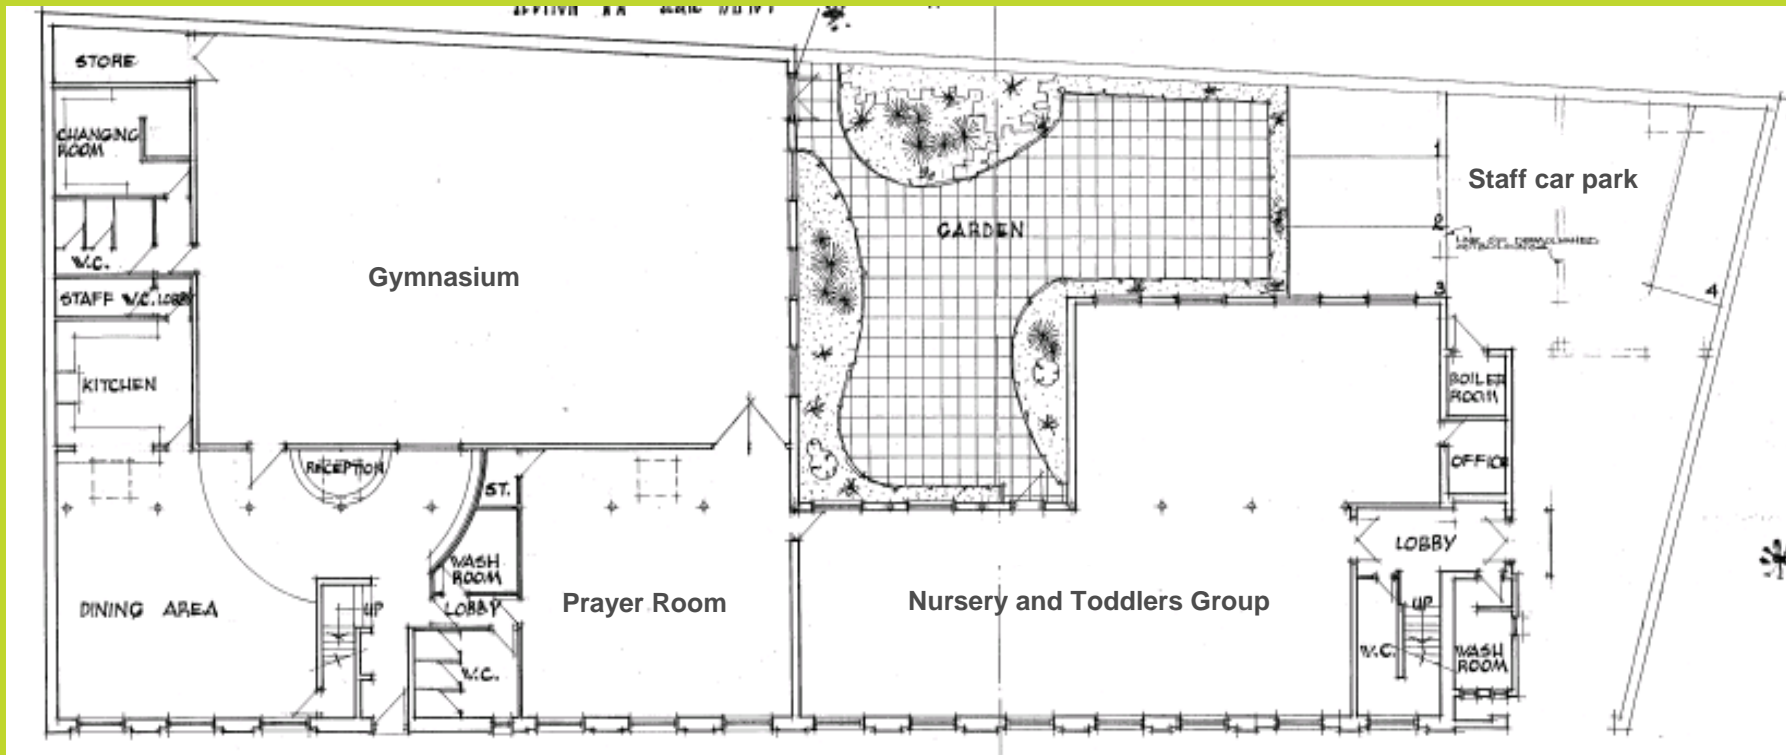 STORE
CHANGING
ROOM
W.C.
STAFF W.C. LOBBY
KITCHEN
Gymnasium
RECEPTION
ST.
WASH
ROOM
LOBBY
UP
DINING AREA
W.C.
Prayer Room
GARDEN
Nursery and Toddlers Group
Staff car park
1
2
3
4
BOILER
ROOM
OFFICE
LOBBY
UP
W.C.
WASH
ROOM